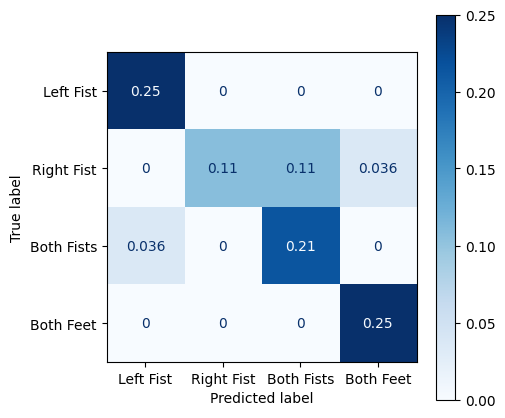 Left Fist 0.25 0 0 0
Right Fist 0 0.11 0.11 0.036
Both Fists 0.036 0 0.21 0
Both Feet 0 0 0 0.25
Left Fist Right Fist Both Fists Both Feet
Predicted label
True label
0.25
0.20
0.15
0.10
0.05
0.00